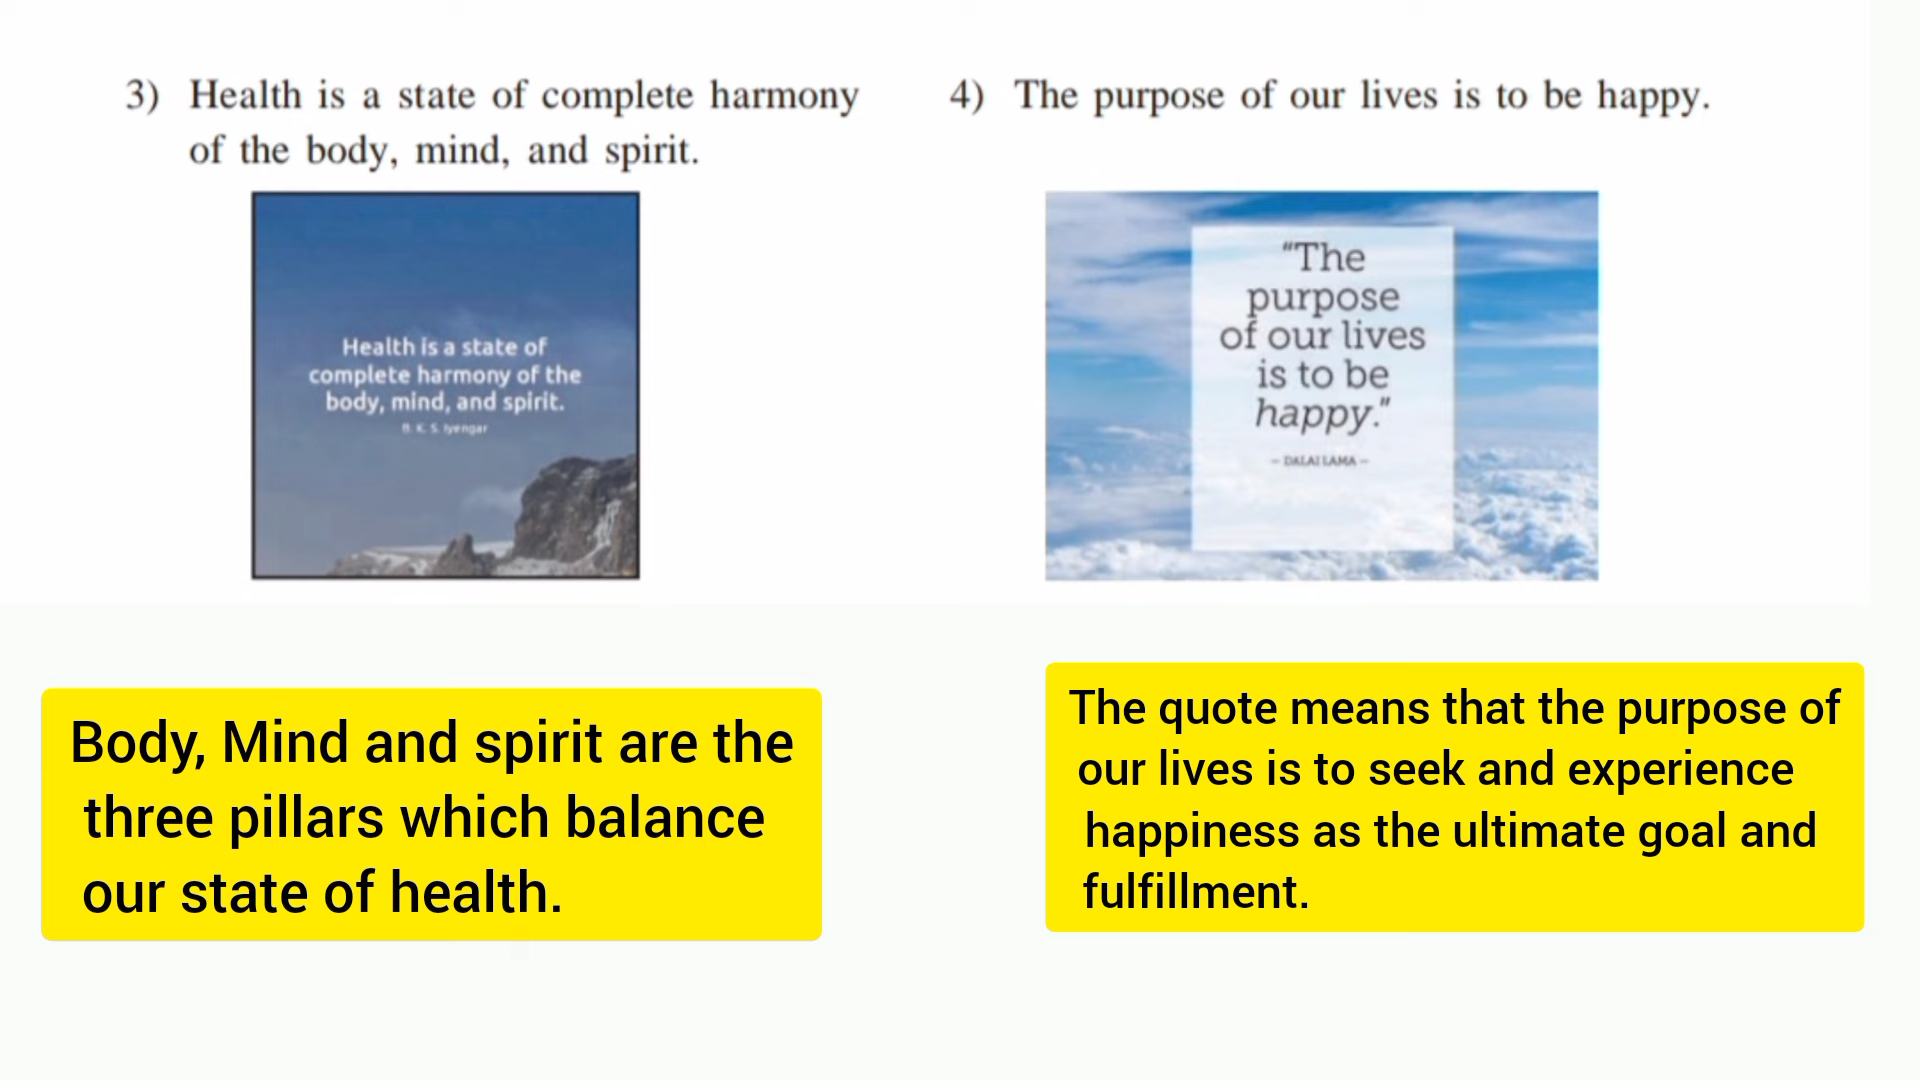 3) Health is a state of complete harmony
of the body, mind, and spirit.
Health is a state of
complete harmony of the
body, mind, and spirit.
B. K. S. Iyengar
Body, Mind and spirit are the
three pillars which balance
our state of health.
4) The purpose of our lives is to be happy.
“The
purpose
of our lives
is to be
happy.”
– DALAI LAMA –
The quote means that the purpose of
our lives is to seek and experience
happiness as the ultimate goal and
fulfillment.